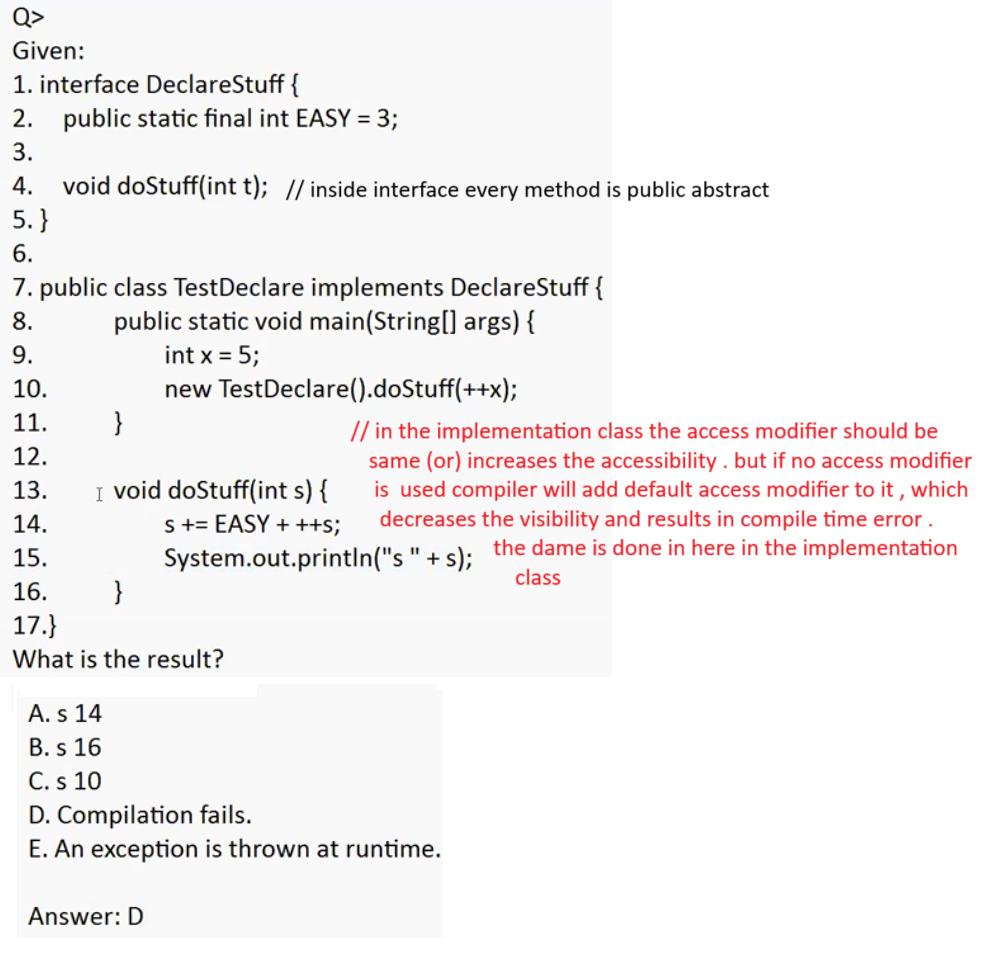 Q>
Given:
1. interface DeclareStuff {
2. public static final int EASY = 3;
3.
4. void doStuff(int t); // inside interface every method is public abstract
5. }
6.
7. public class TestDeclare implements DeclareStuff {
8. public static void main(String[] args) {
9. int x = 5;
10. new TestDeclare().doStuff(++x);
11. }
// in the implementation class the access modifier should be
12.
same (or) increases the accessibility . but if no access modifier
13. void doStuff(int s) {
is used compiler will add default access modifier to it , which
14. s += EASY + ++s;
decreases the visibility and results in compile time error .
15. System.out.println("s " + s);
the dame is done in here in the implementation
class
16. }
17.}
What is the result?
A. s 14
B. s 16
C. s 10
D. Compilation fails.
E. An exception is thrown at runtime.
Answer: D